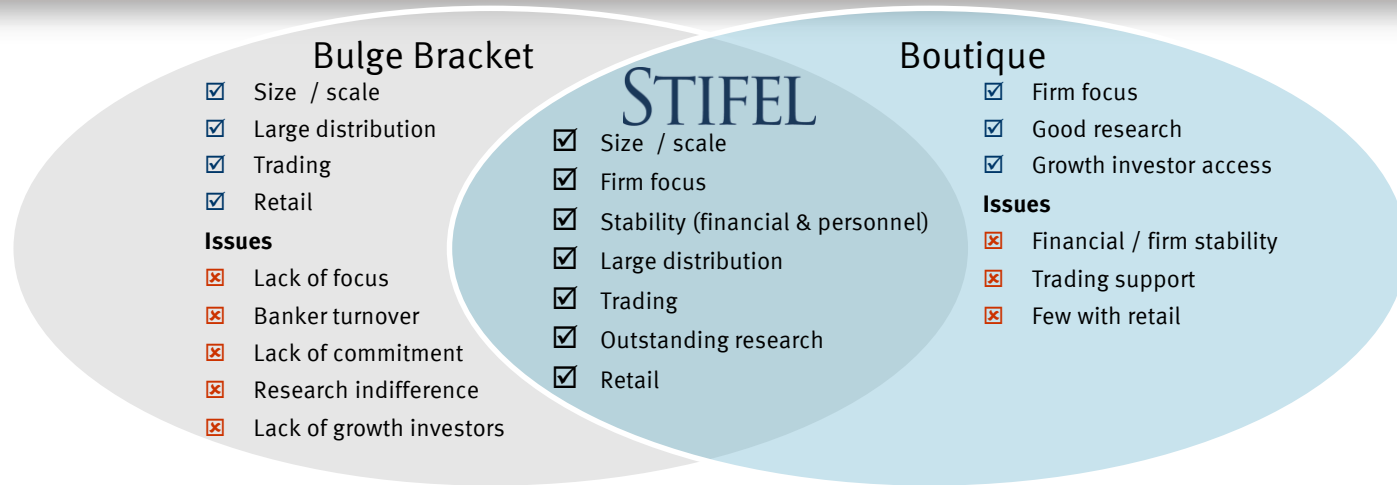 Bulge Bracket
Size / scale
Large distribution
Trading
Retail
Issues
Lack of focus
Banker turnover
Lack of commitment
Research indifference
Lack of growth investors
STIFEL
Size / scale
Firm focus
Stability (financial & personnel)
Large distribution
Trading
Outstanding research
Retail
Boutique
Firm focus
Good research
Growth investor access
Issues
Financial / firm stability
Trading support
Few with retail